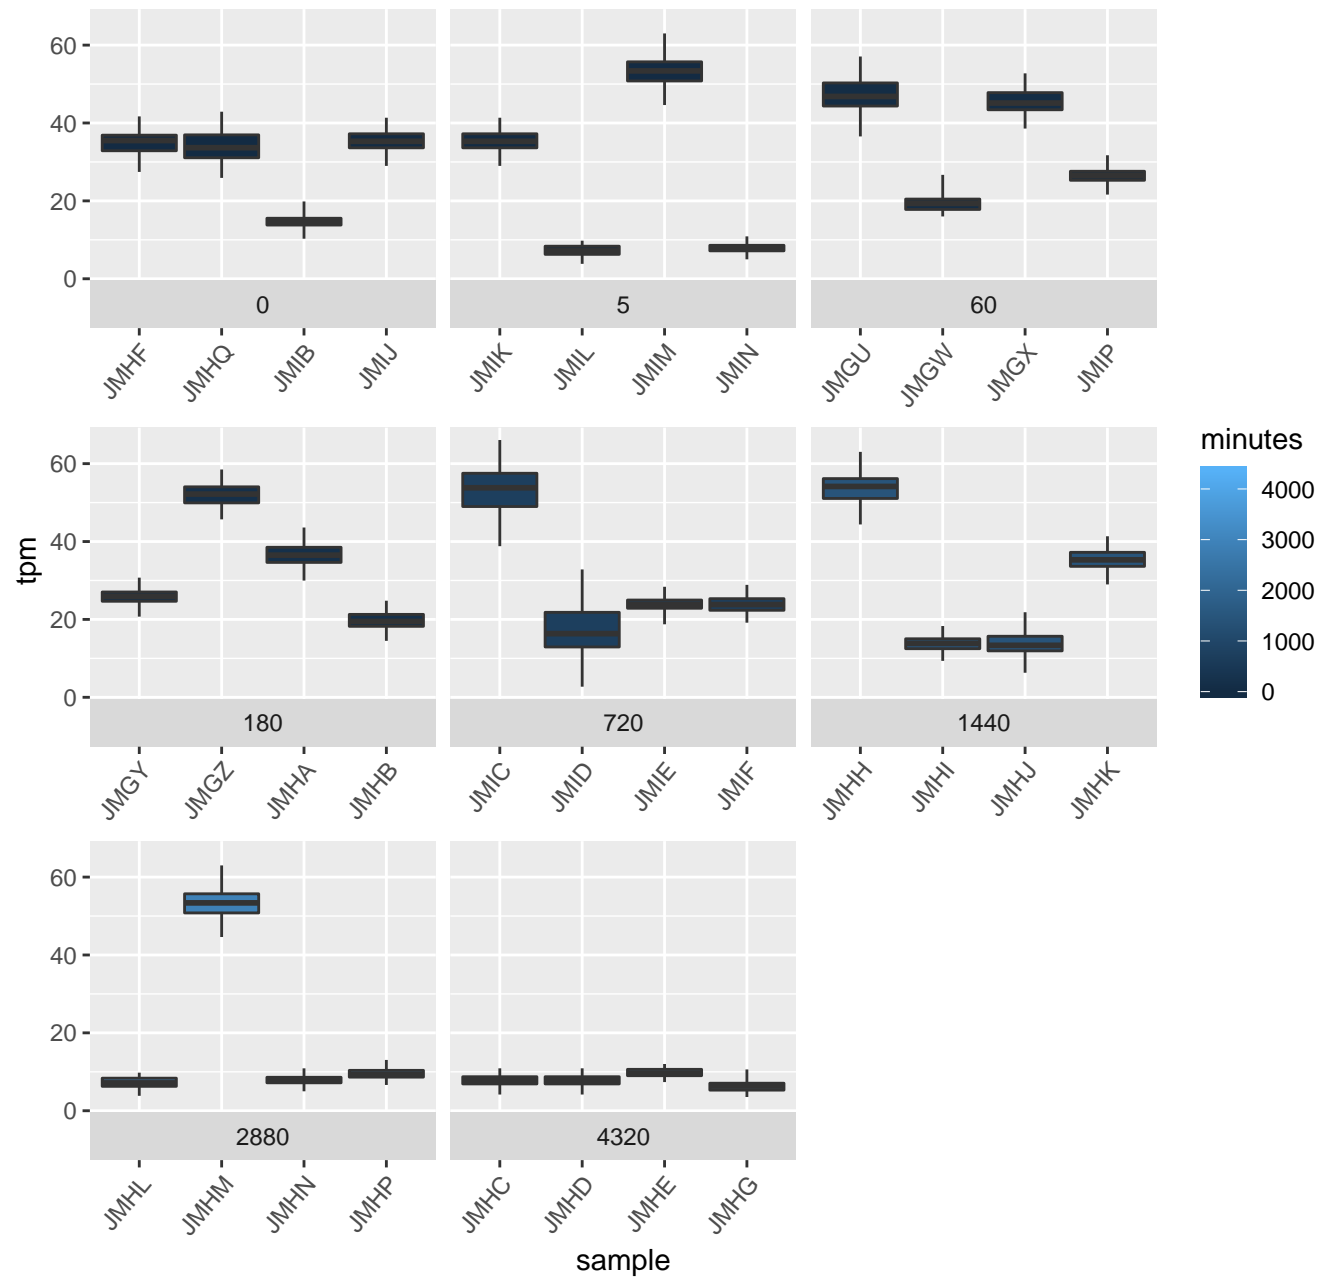 60
40
20
0
0
5
60
JMHF
JMHQ
JMIB
JMIJ
JMIK
JMIL
JMIM
JMIN
JMGU
JMGW
JMGX
JMIP
tpm
60
40
20
0
180
720
1440
JMGY
JMGZ
JMHA
JMHB
JMIC
JMID
JMIE
JMIF
JMHH
JMHI
JMHJ
JMHK
minutes
4000
3000
2000
1000
0
60
40
20
0
2880
4320
JMHL
JMHM
JMHN
JMHP
JMHC
JMHD
JMHE
JMHG
sample